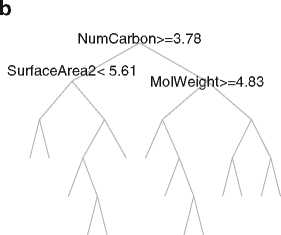 b
NumCarbon>=3.78
SurfaceArea2< 5.61
MolWeight>=4.83